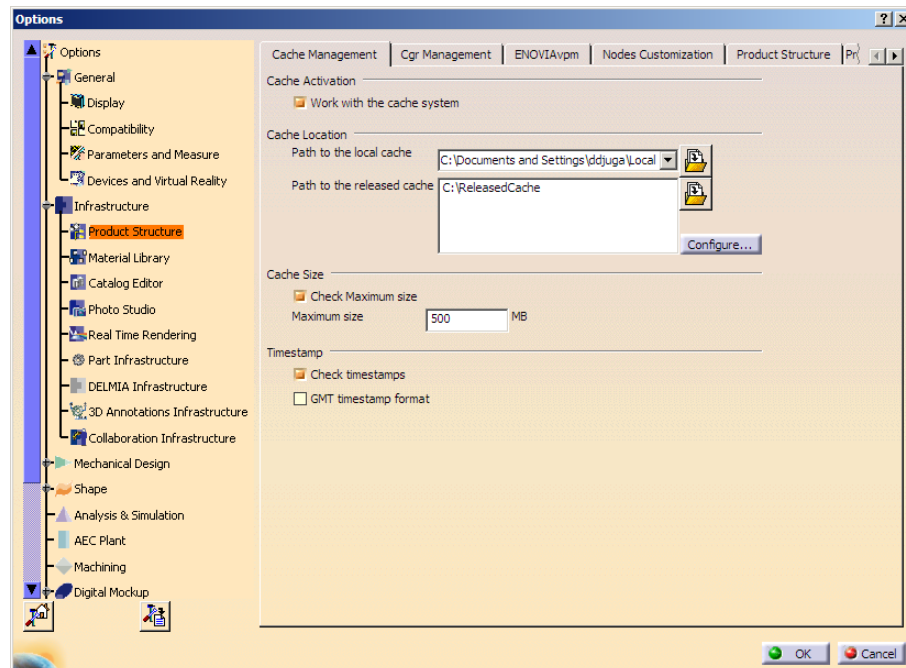 Options
Options
General
Display
Compatibility
Parameters and Measure
Devices and Virtual Reality
Infrastructure
Product Structure
Material Library
Catalog Editor
Photo Studio
Real Time Rendering
Part Infrastructure
DELMIA Infrastructure
3D Annotations Infrastructure
Collaboration Infrastructure
Mechanical Design
Shape
Analysis & Simulation
AEC Plant
Machining
Digital Mockup
Cache Management Cgr Management ENOVIAvpm Nodes Customization Product Structure
Cache Activation
Work with the cache system
Cache Location
Path to the local cache C:\Documents and Settings\ddjuga\Local
Path to the released cache C:\ReleasedCache
Configure...
Cache Size
Check Maximum size
Maximum size 500 MB
Timestamp
Check timestamps
GMT timestamp format
OK Cancel